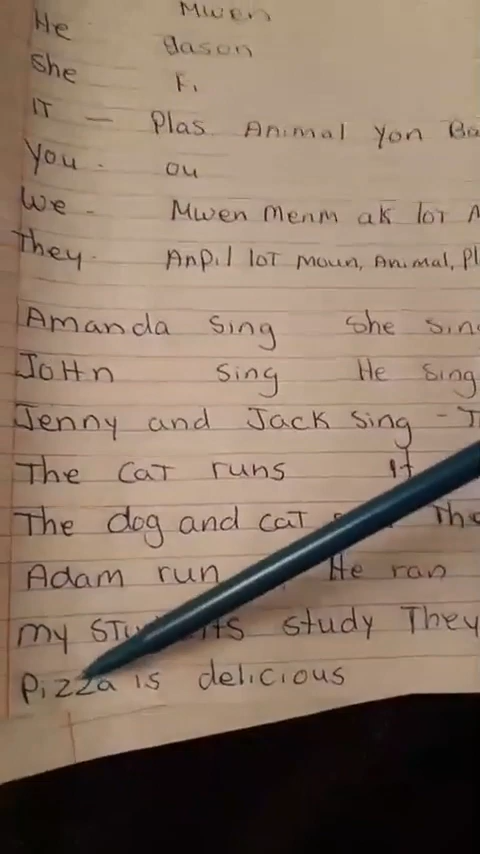 Mwen
He Gason
She Fi
IT — Plas Animal Yon
You - ou
We - Mwen menm ak lot
They - Anpil lot moun, Animal,
Amanda sing She
John sing He sing
Jenny and Jack sing -
The cat runs It
The dog and cat
Adam run He ran
my study They
Pizza is delicious